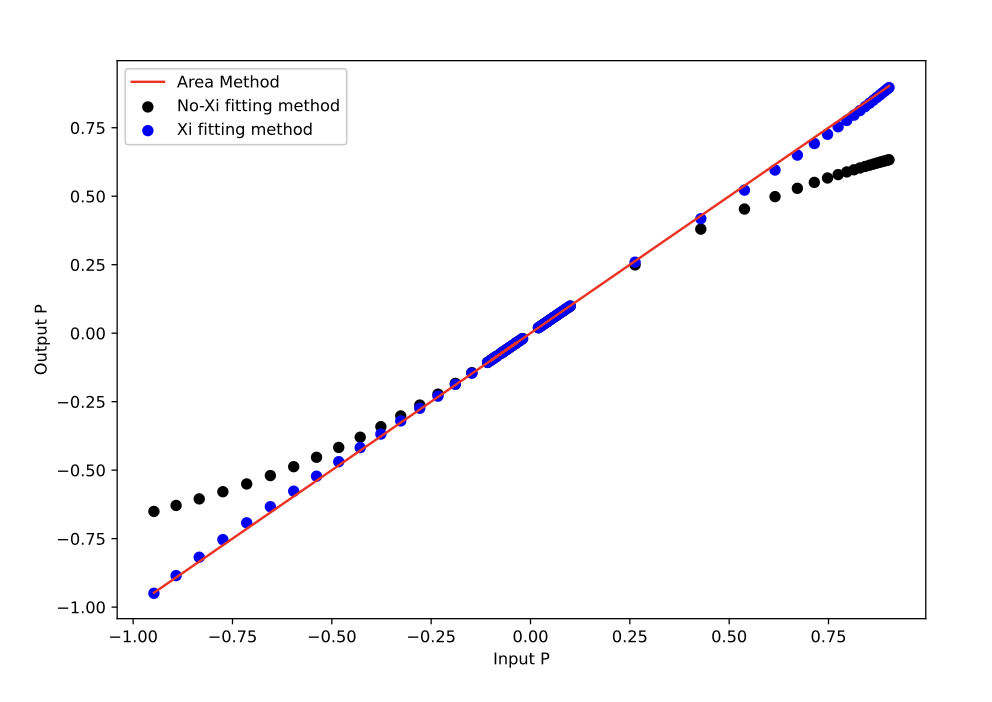 Area Method
No-Xi fitting method
Xi fitting method
0.75
0.50
0.25
0.00
−0.25
−0.50
−0.75
−1.00
Output P
−1.00 −0.75 −0.50 −0.25 0.00 0.25 0.50 0.75
Input P